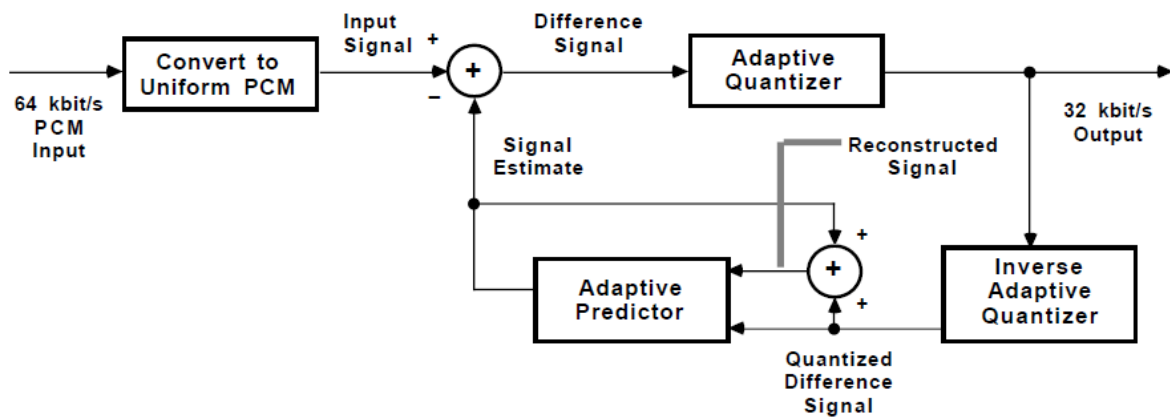 Input
Signal
Difference
Signal
Convert to
Uniform PCM
+
+
−
Adaptive
Quantizer
64 kbit/s
PCM
Input
32 kbit/s
Output
Signal
Estimate
Reconstructed
Signal
+
+
+
Adaptive
Predictor
Inverse
Adaptive
Quantizer
Quantized
Difference
Signal